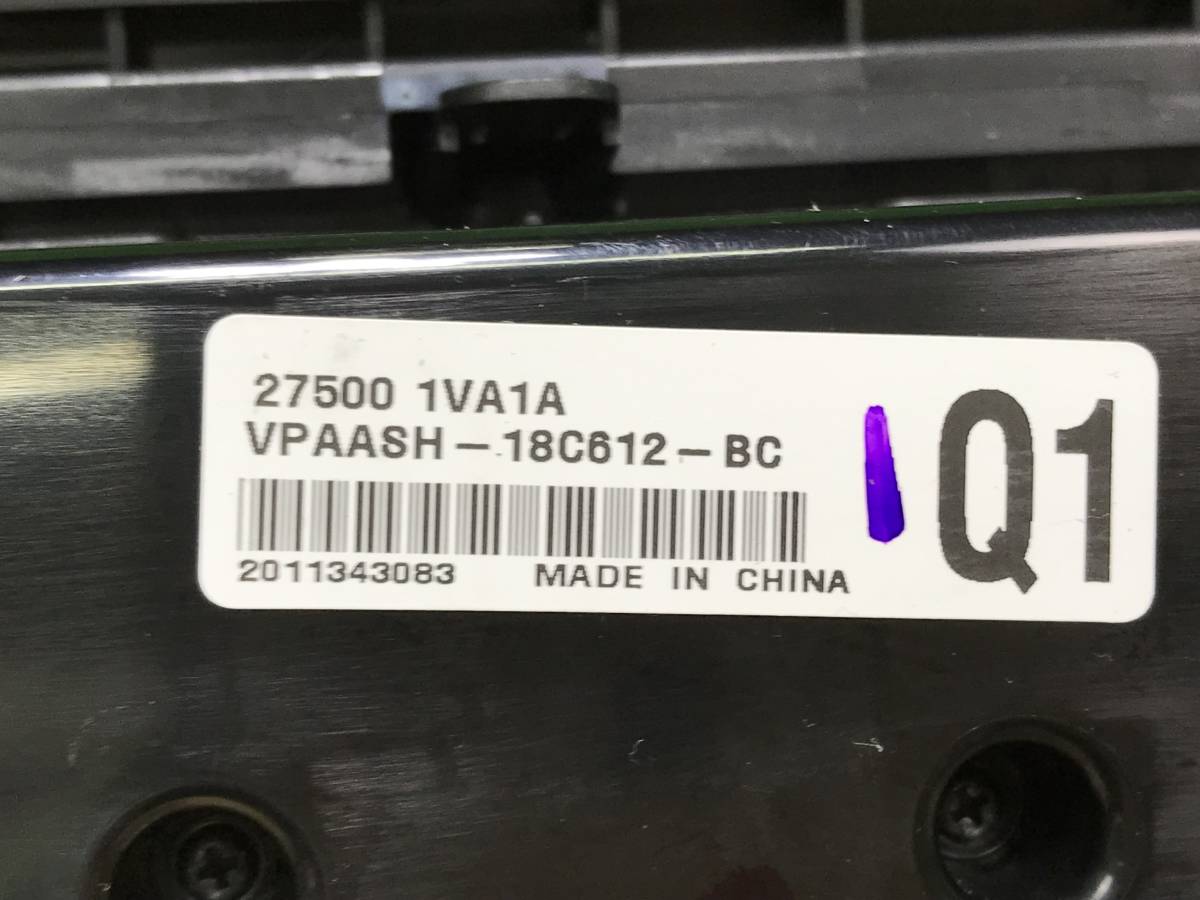 27500 1VA1A
VPAASH-18C612-BC
Q1
2011343083 MADE IN CHINA